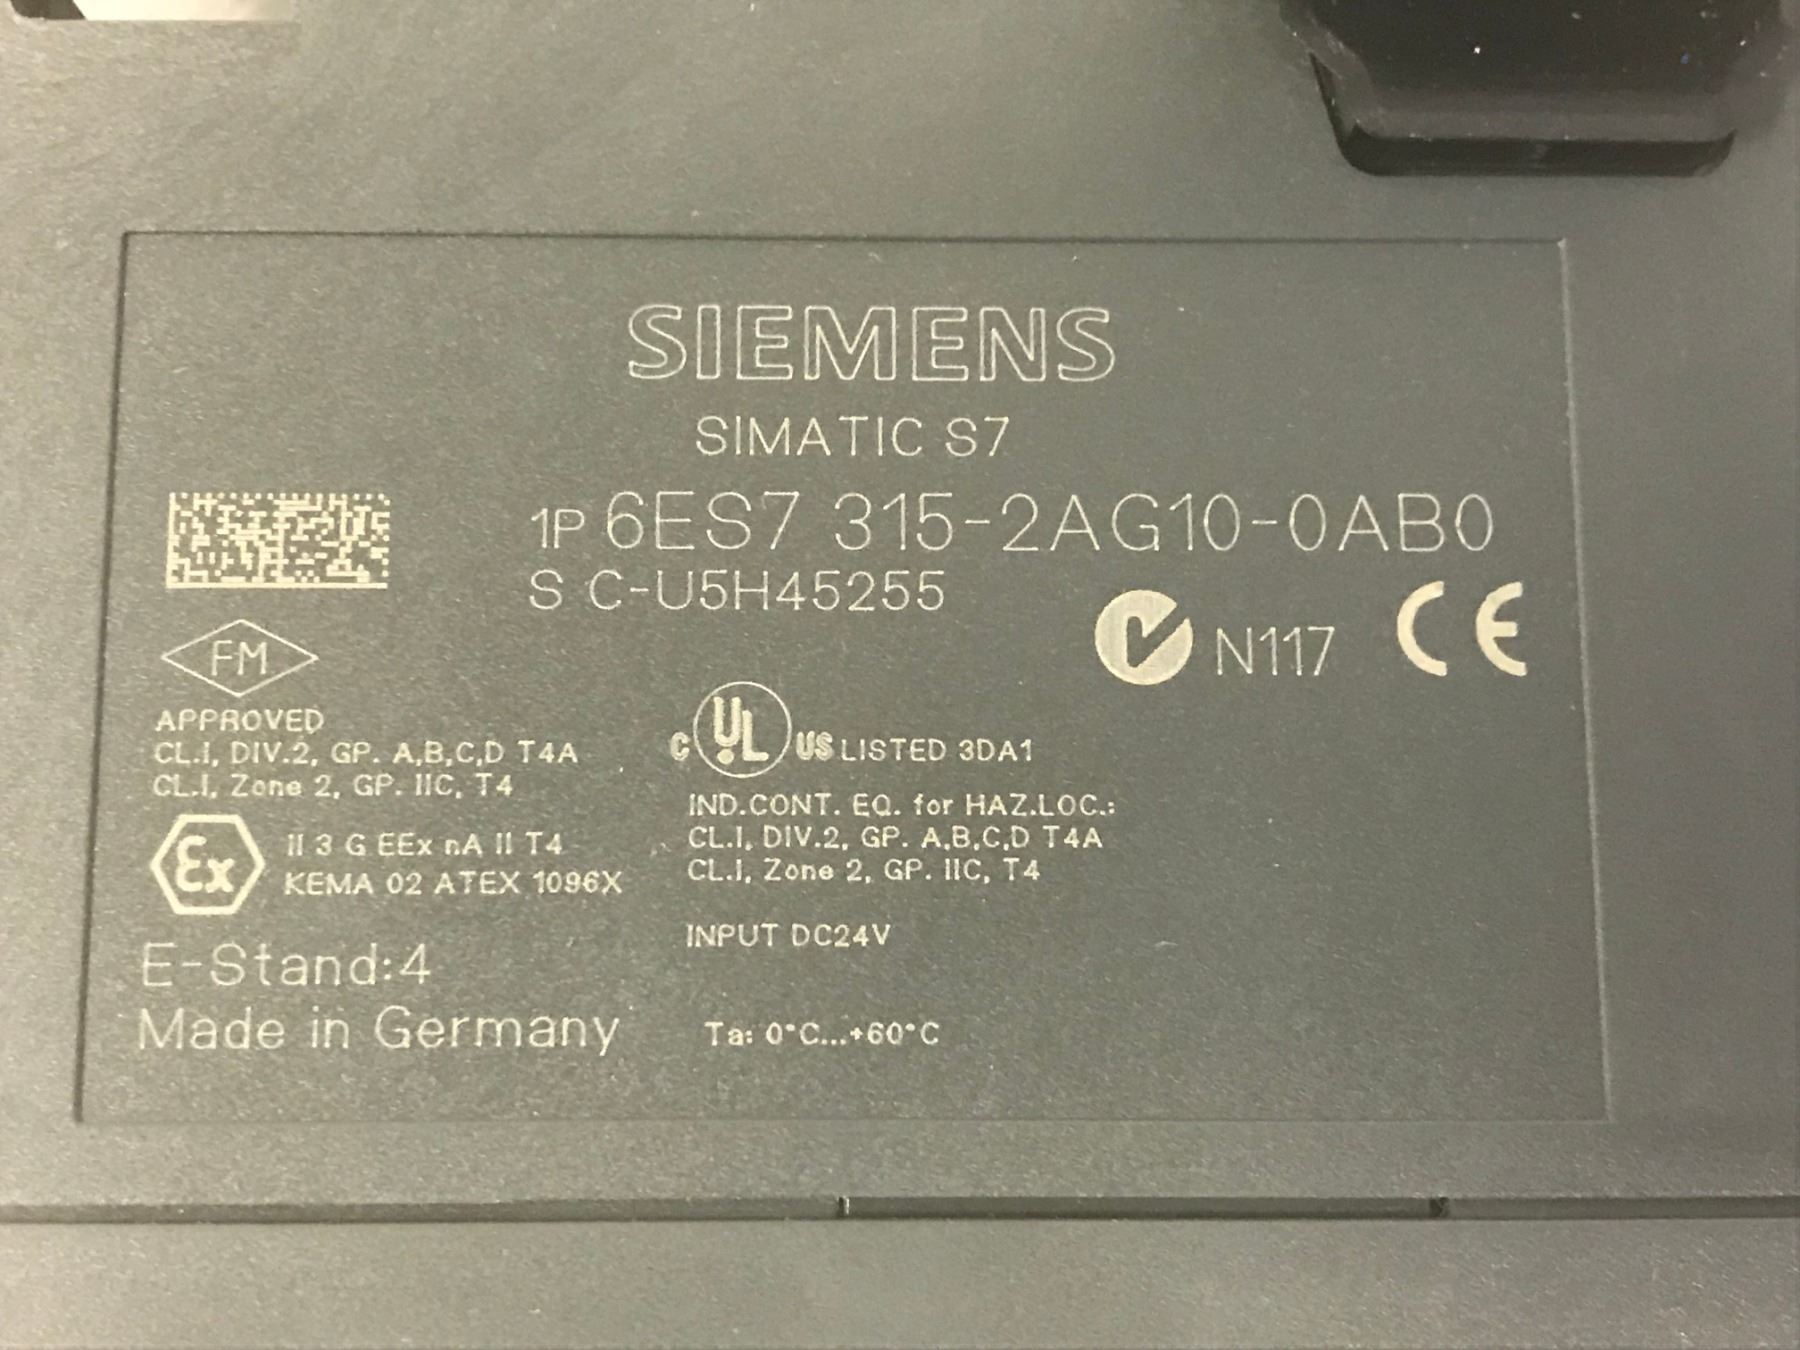 SIEMENS
SIMATIC S7
1P 6ES7 315-2AG10-0AB0
S C-U5H45255
N117 CE
FM
APPROVED
CL.I, DIV.2, GP. A,B,C,D T4A
CL.I, Zone 2, GP. IIC, T4
C UL US LISTED 3DA1
IND.CONT. EQ. for HAZ.LOC.:
CL.I, DIV.2, GP. A,B,C,D T4A
CL.I, Zone 2, GP. IIC, T4
Ex II 3 G EEx nA II T4
KEMA 02 ATEX 1096X
INPUT DC24V
E-Stand:4
Made in Germany
Ta: 0°C...+60°C